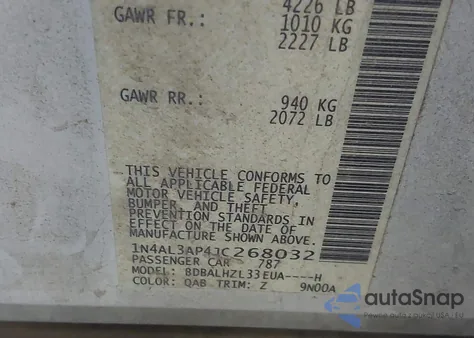 4226 LB
GAWR FR.: 1010 KG
2227 LB
GAWR RR.: 940 KG
2072 LB
THIS VEHICLE CONFORMS TO
ALL APPLICABLE FEDERAL
MOTOR VEHICLE SAFETY,
BUMPER, AND THEFT
PREVENTION STANDARDS IN
EFFECT ON THE DATE OF
MANUFACTURE SHOWN ABOVE.
1N4AL3AP4JC268032
PASSENGER CAR 787
MODEL: BDBALHZL33EUA----H
COLOR: QAB TRIM: Z 9N00A
autoSnap